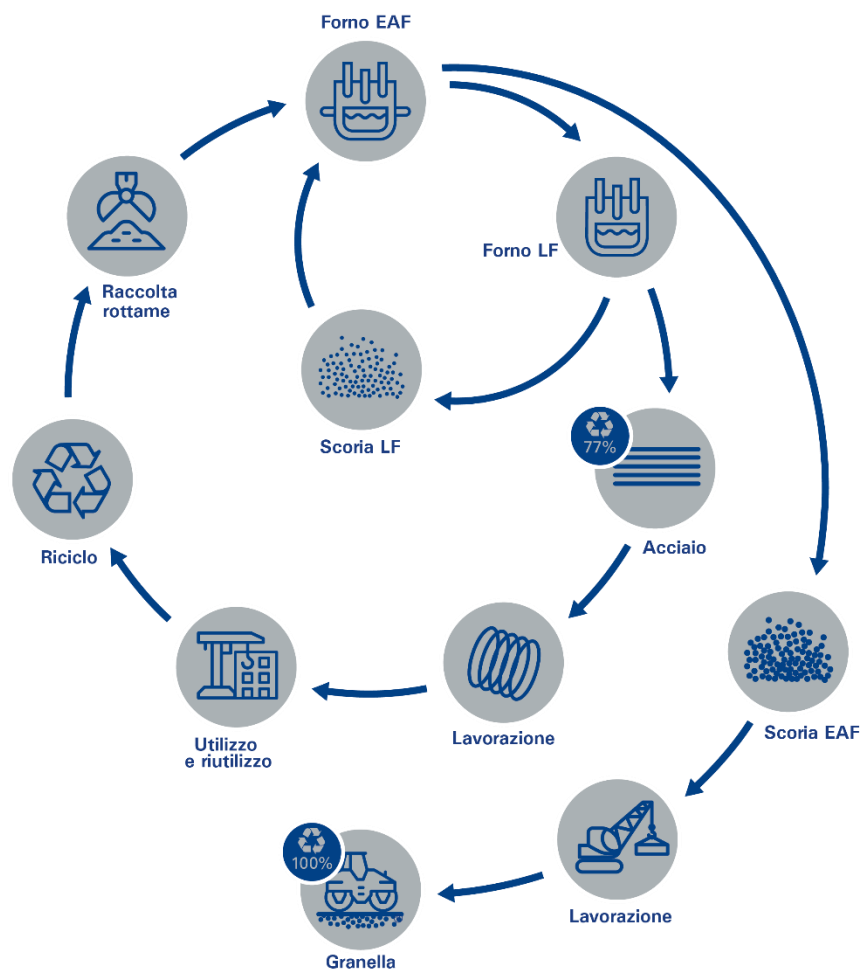 Forno EAF
Forno LF
Raccolta
rottame
Scoria LF
77%
Acciaio
Riciclo
Utilizzo
e riutilizzo
Lavorazione
Scoria EAF
100%
Granella
Lavorazione